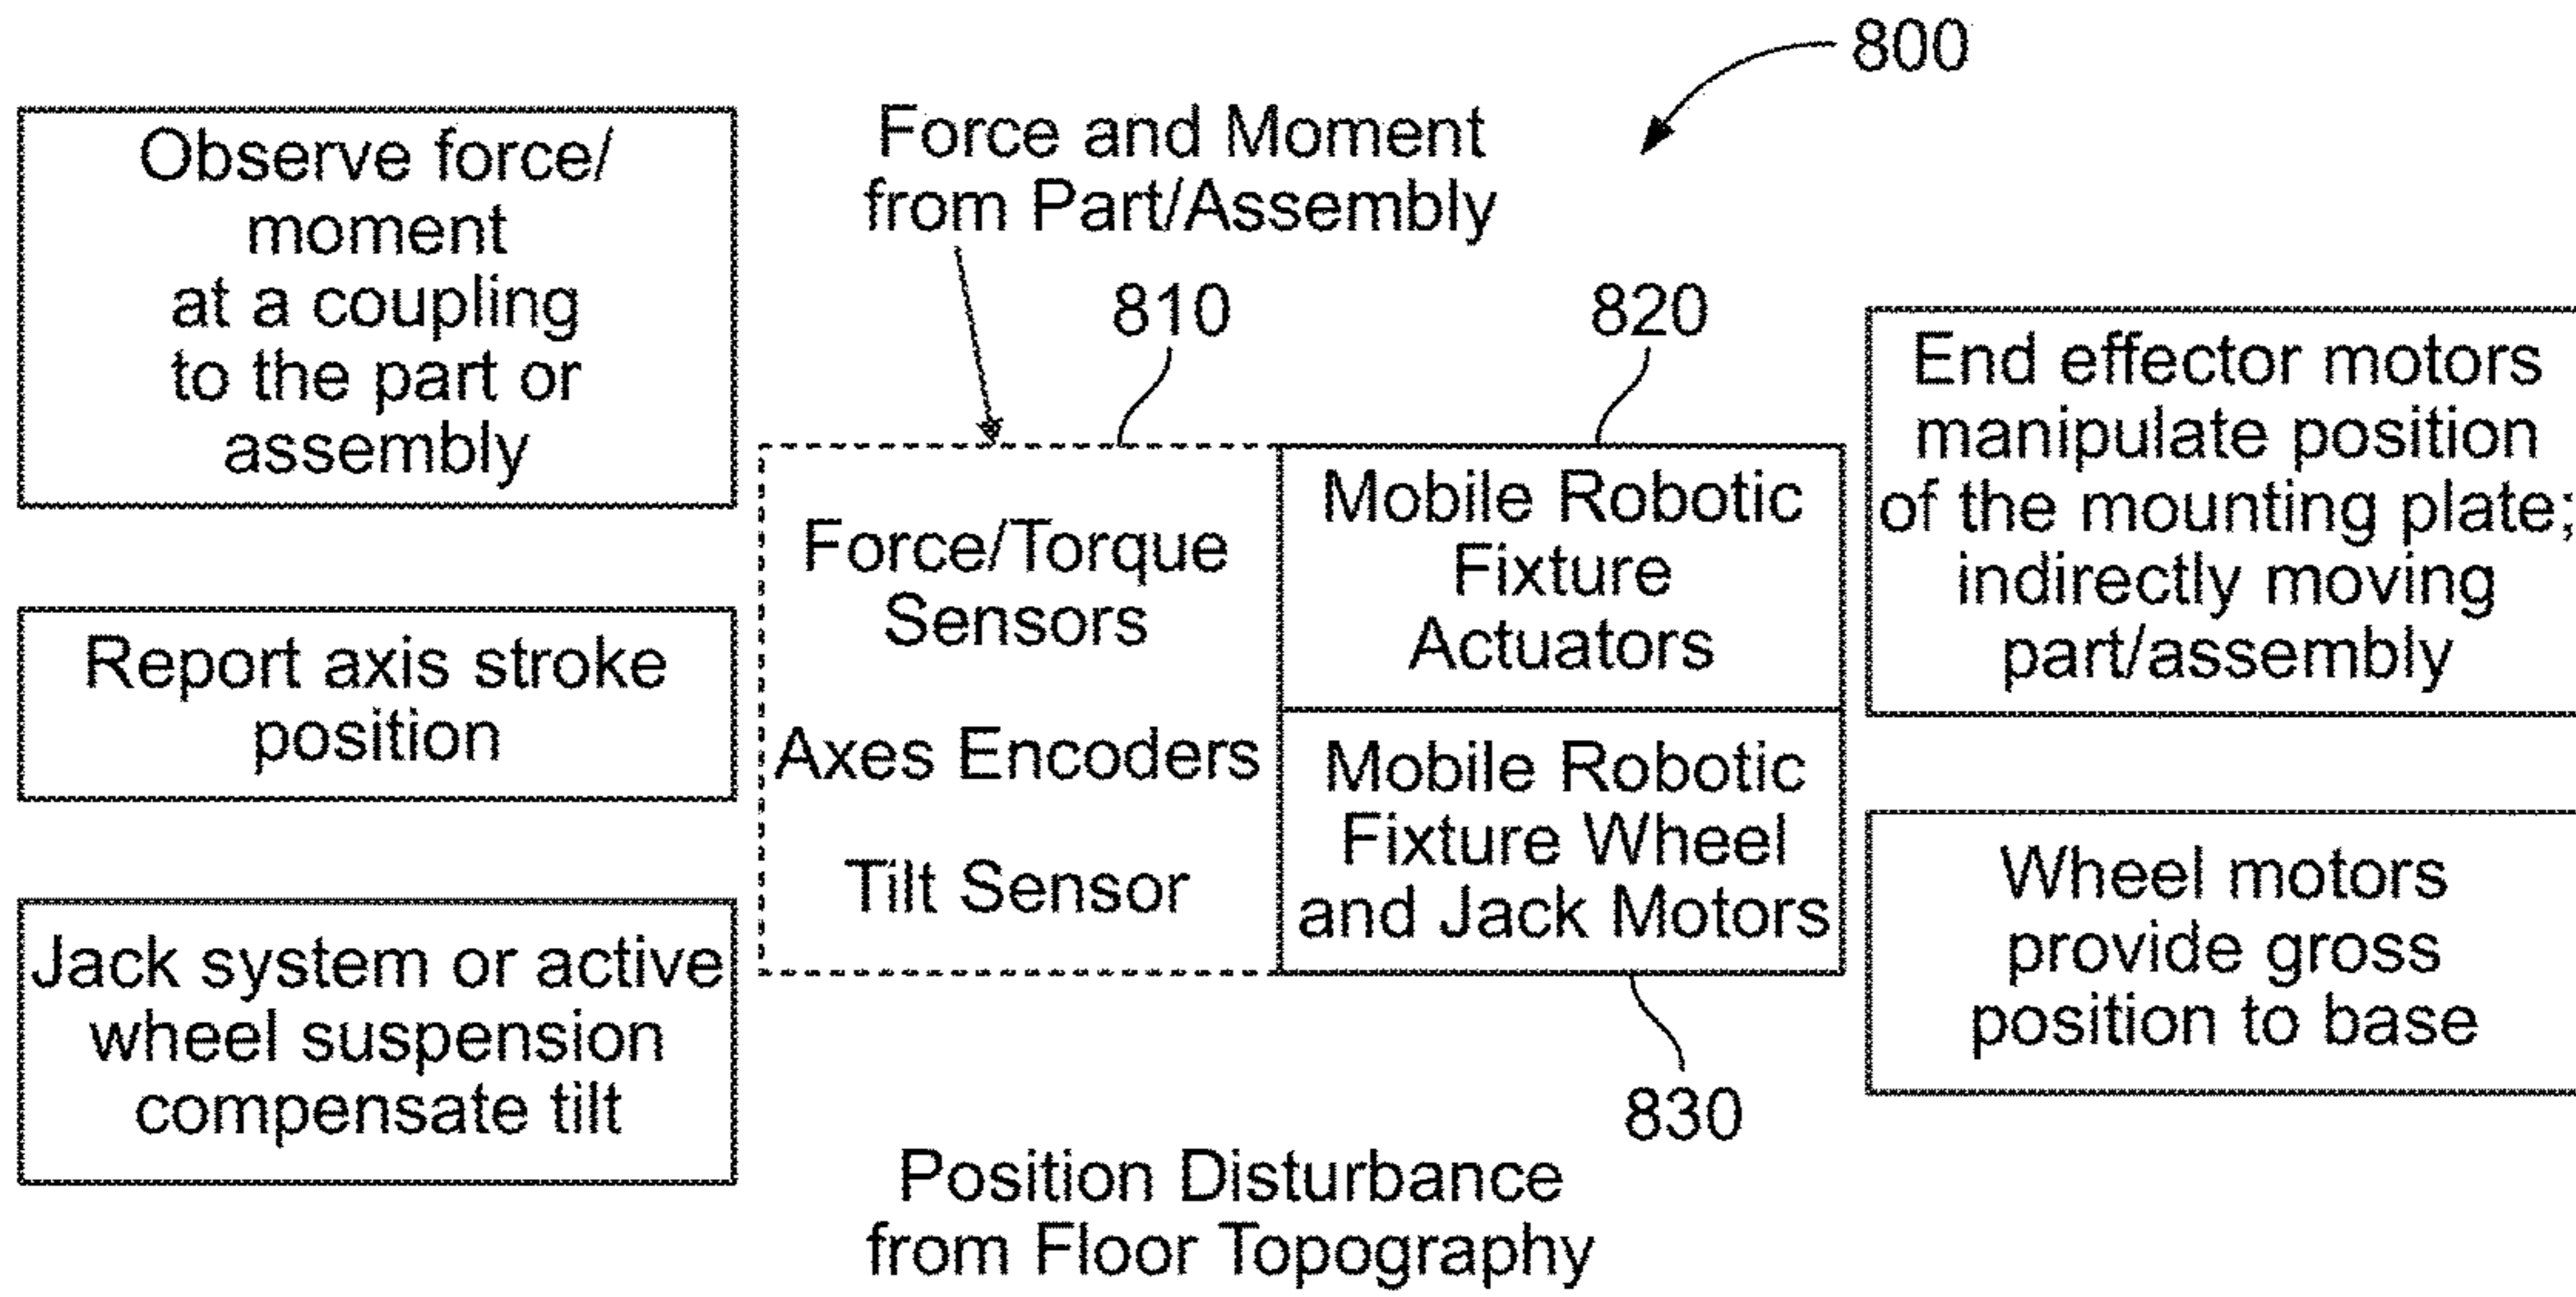 800
Observe force/
moment
at a coupling
to the part or
assembly
Force and Moment
from Part/Assembly
810
820
Force/Torque
Sensors
Axes Encoders
Tilt Sensor
Mobile Robotic
Fixture
Actuators
Mobile Robotic
Fixture Wheel
and Jack Motors
End effector motors
manipulate position
of the mounting plate;
indirectly moving
part/assembly
Report axis stroke
position
Jack system or active
wheel suspension
compensate tilt
Wheel motors
provide gross
position to base
830
Position Disturbance
from Floor Topography